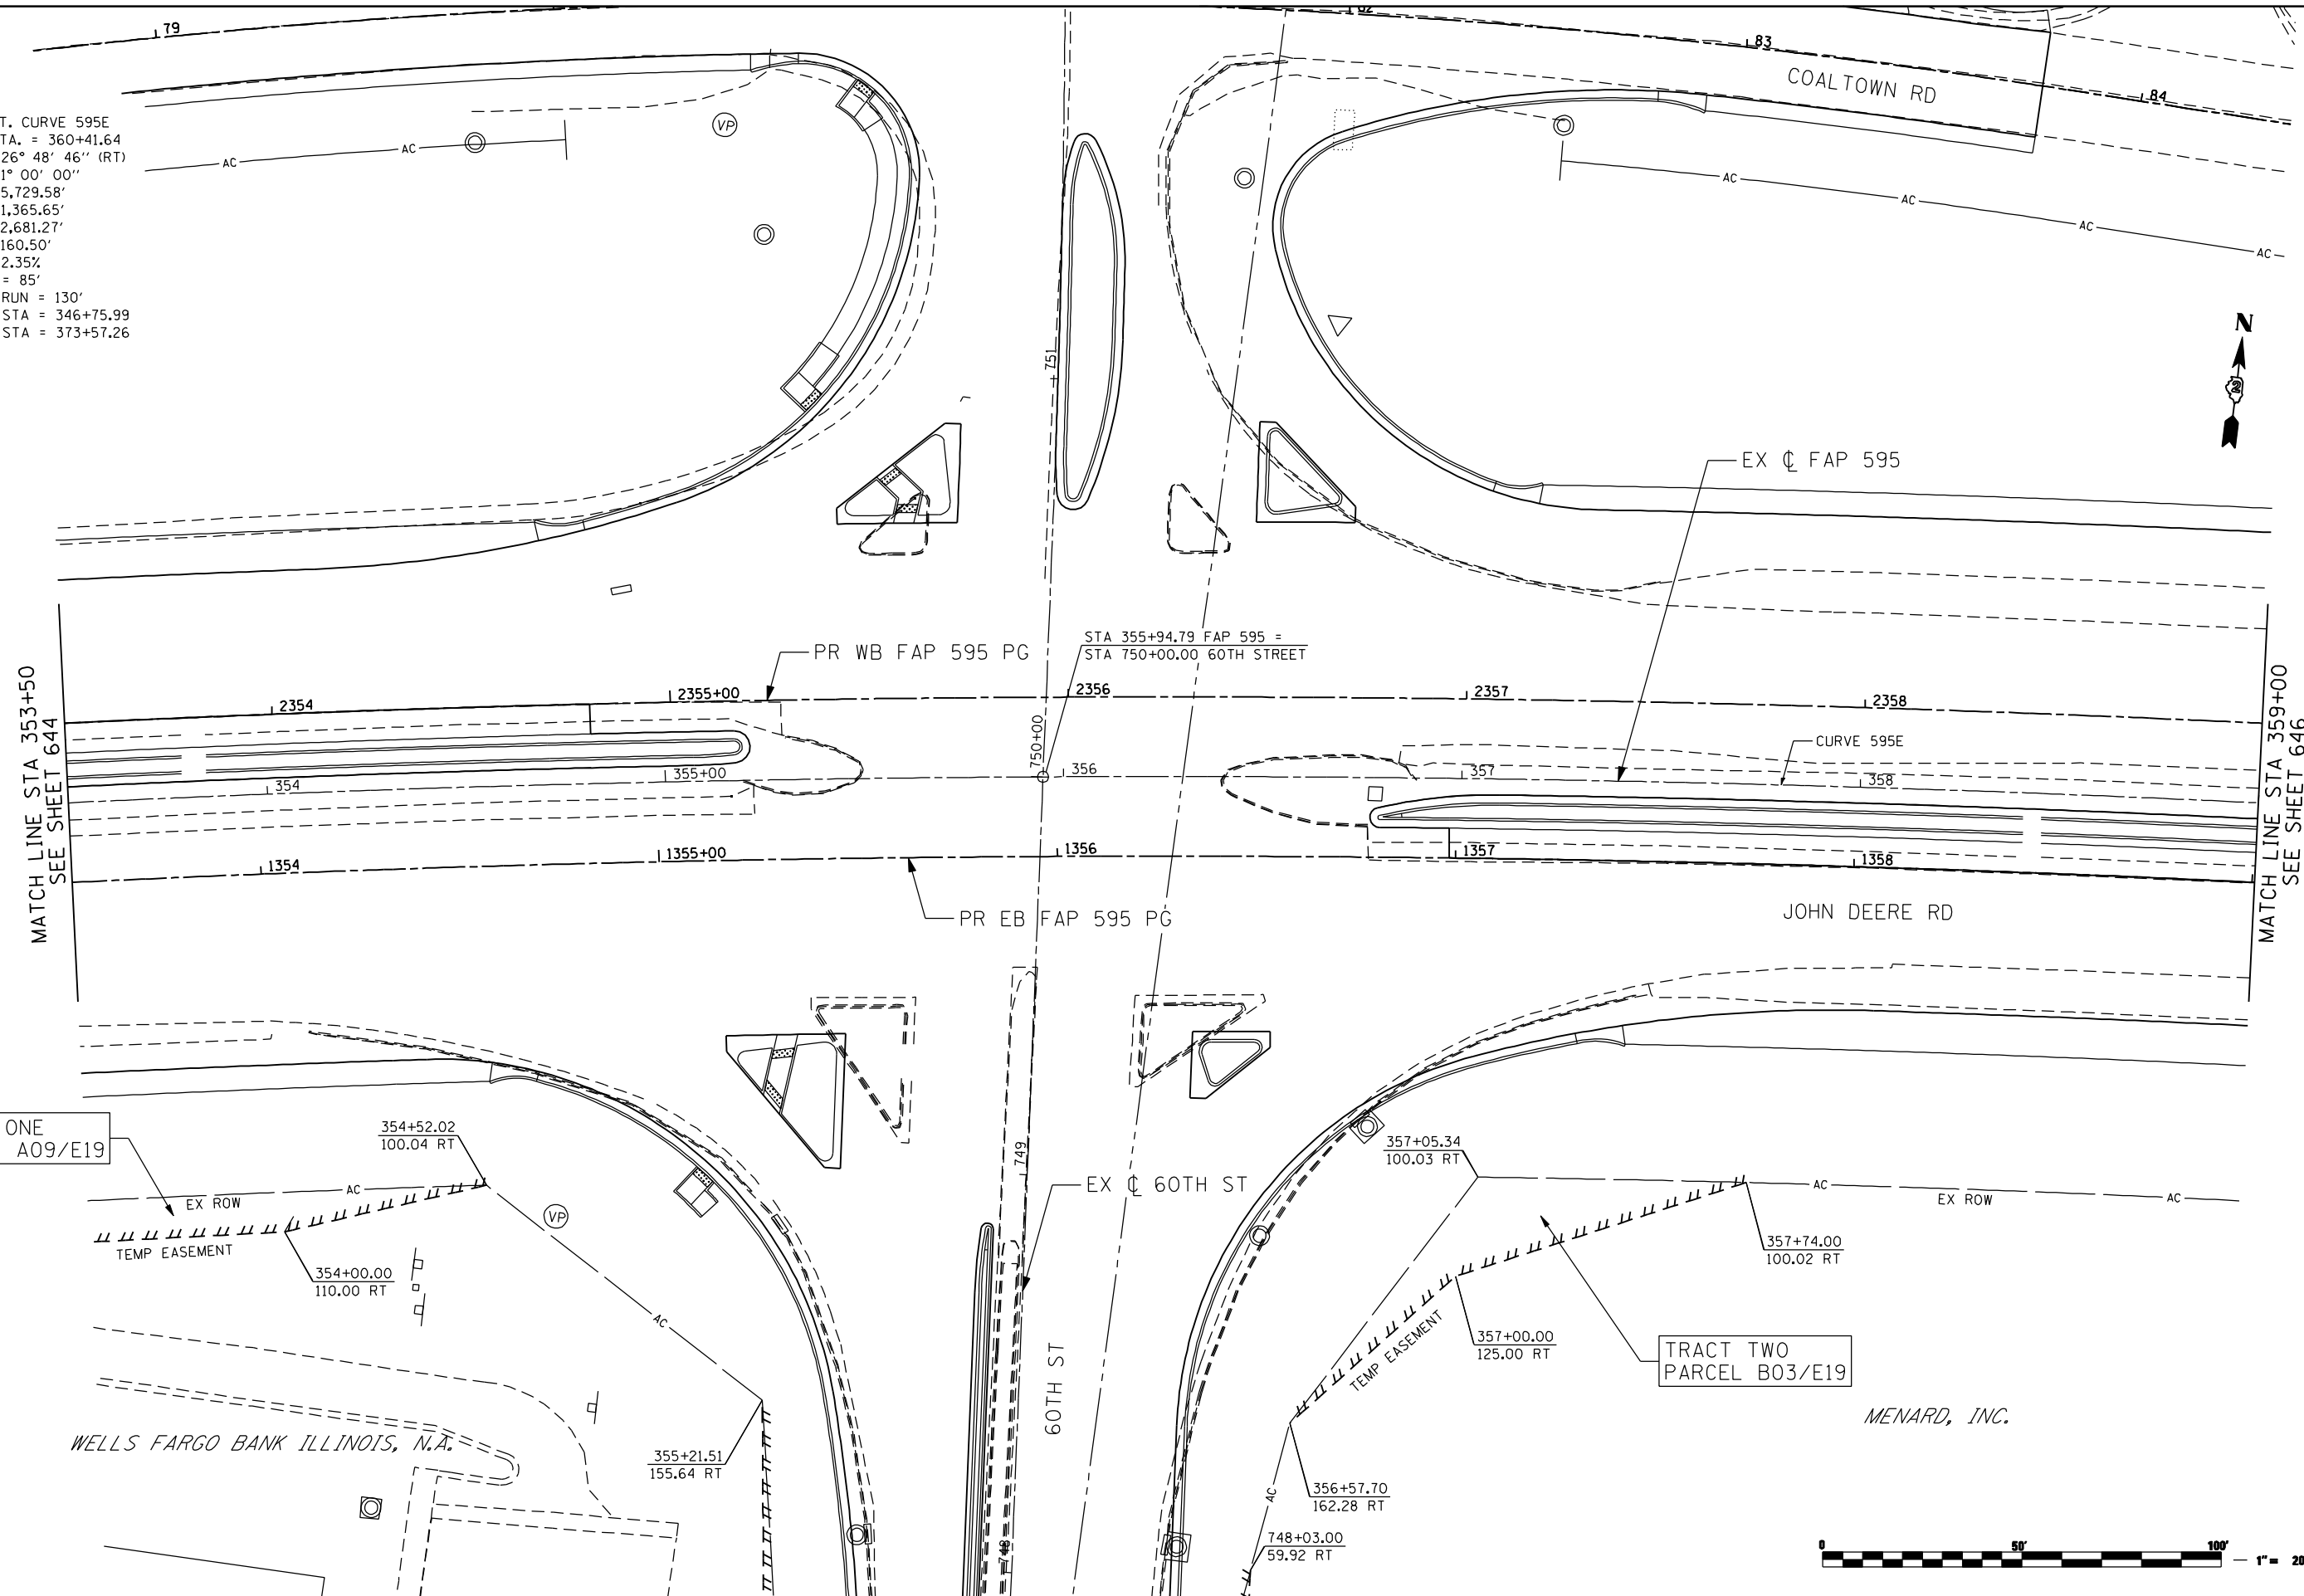 79
83
84
COALTOWN RD
T. CURVE 595E
TA. = 360+41.64
26° 48' 46'' (RT)
1° 00' 00''
5,729.58'
1,365.65'
2,681.27'
160.50'
2.35%
= 85'
RUN = 130'
STA = 346+75.99
STA = 373+57.26
AC
AC
VP
AC
AC
AC
AC
N
2
751
EX ℄ FAP 595
PR WB FAP 595 PG
STA 355+94.79 FAP 595 =
STA 750+00.00 60TH STREET
MATCH LINE STA 353+50
SEE SHEET 644
2354
2355+00
2356
2357
2358
MATCH LINE STA 359+00
SEE SHEET 646
750+00
CURVE 595E
354
355+00
356
357
358
1354
1355+00
1356
1357
1358
PR EB FAP 595 PG
JOHN DEERE RD
ONE
A09/E19
354+52.02
100.04 RT
749
357+05.34
100.03 RT
EX ℄ 60TH ST
AC
EX ROW
TEMP EASEMENT
VP
AC
EX ROW
AC
357+74.00
100.02 RT
354+00.00
110.00 RT
AC
TEMP EASEMENT
357+00.00
125.00 RT
TRACT TWO
PARCEL B03/E19
60TH ST
MENARD, INC.
WELLS FARGO BANK ILLINOIS, N.A.
355+21.51
155.64 RT
AC
356+57.70
162.28 RT
748
748+03.00
59.92 RT
0
50'
100'
1" = 20